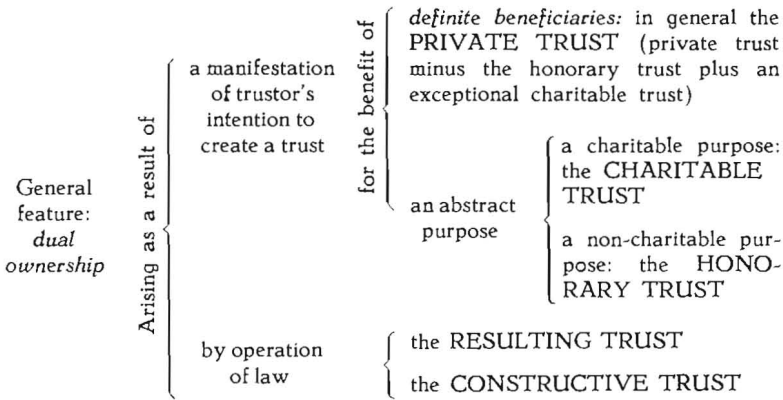 General
feature:
dual
ownership
Arising as a result of
a manifestation
of trustor's
intention to
create a trust
for the benefit of
definite beneficiaries: in general the
PRIVATE TRUST (private trust
minus the honorary trust plus an
exceptional charitable trust)
an abstract
purpose
a charitable purpose:
the CHARITABLE
TRUST
a non-charitable pur-
pose: the HONO-
RARY TRUST
by operation
of law
the RESULTING TRUST
the CONSTRUCTIVE TRUST